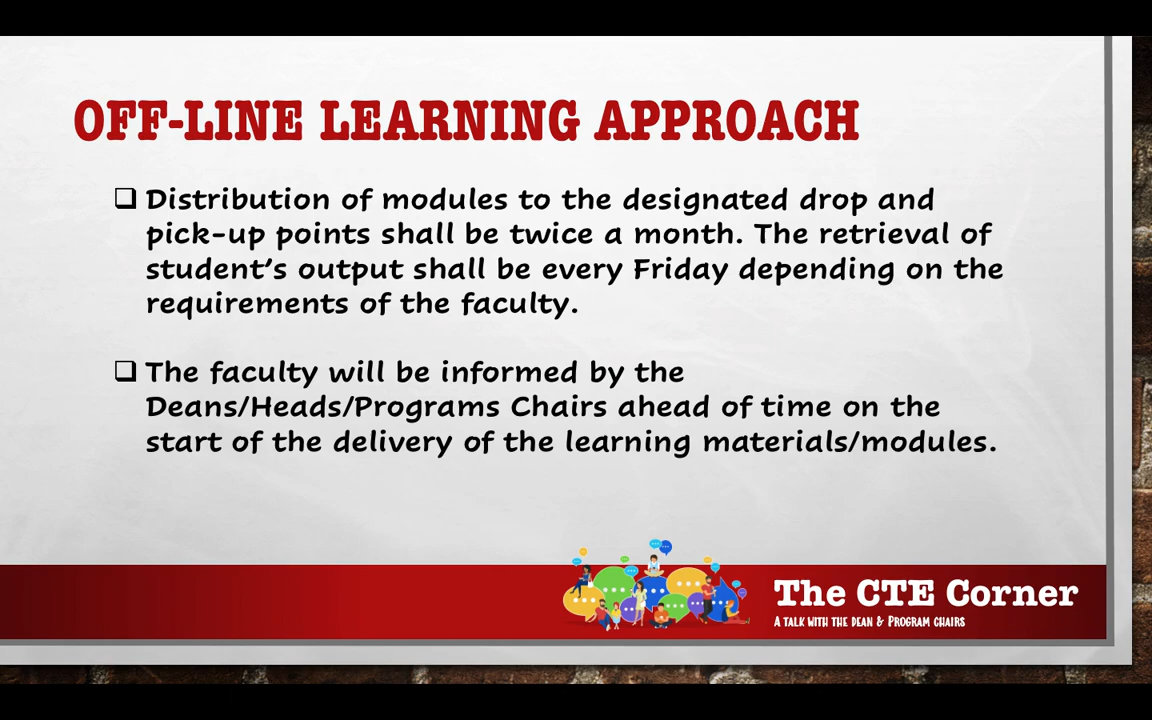 OFF-LINE LEARNING APPROACH
Distribution of modules to the designated drop and
pick-up points shall be twice a month. The retrieval of
student’s output shall be every Friday depending on the
requirements of the faculty.
The faculty will be informed by the
Deans/Heads/Programs Chairs ahead of time on the
start of the delivery of the learning materials/modules.
The CTE Corner
A TALK WITH THE DEAN & PROGRAM CHAIRS